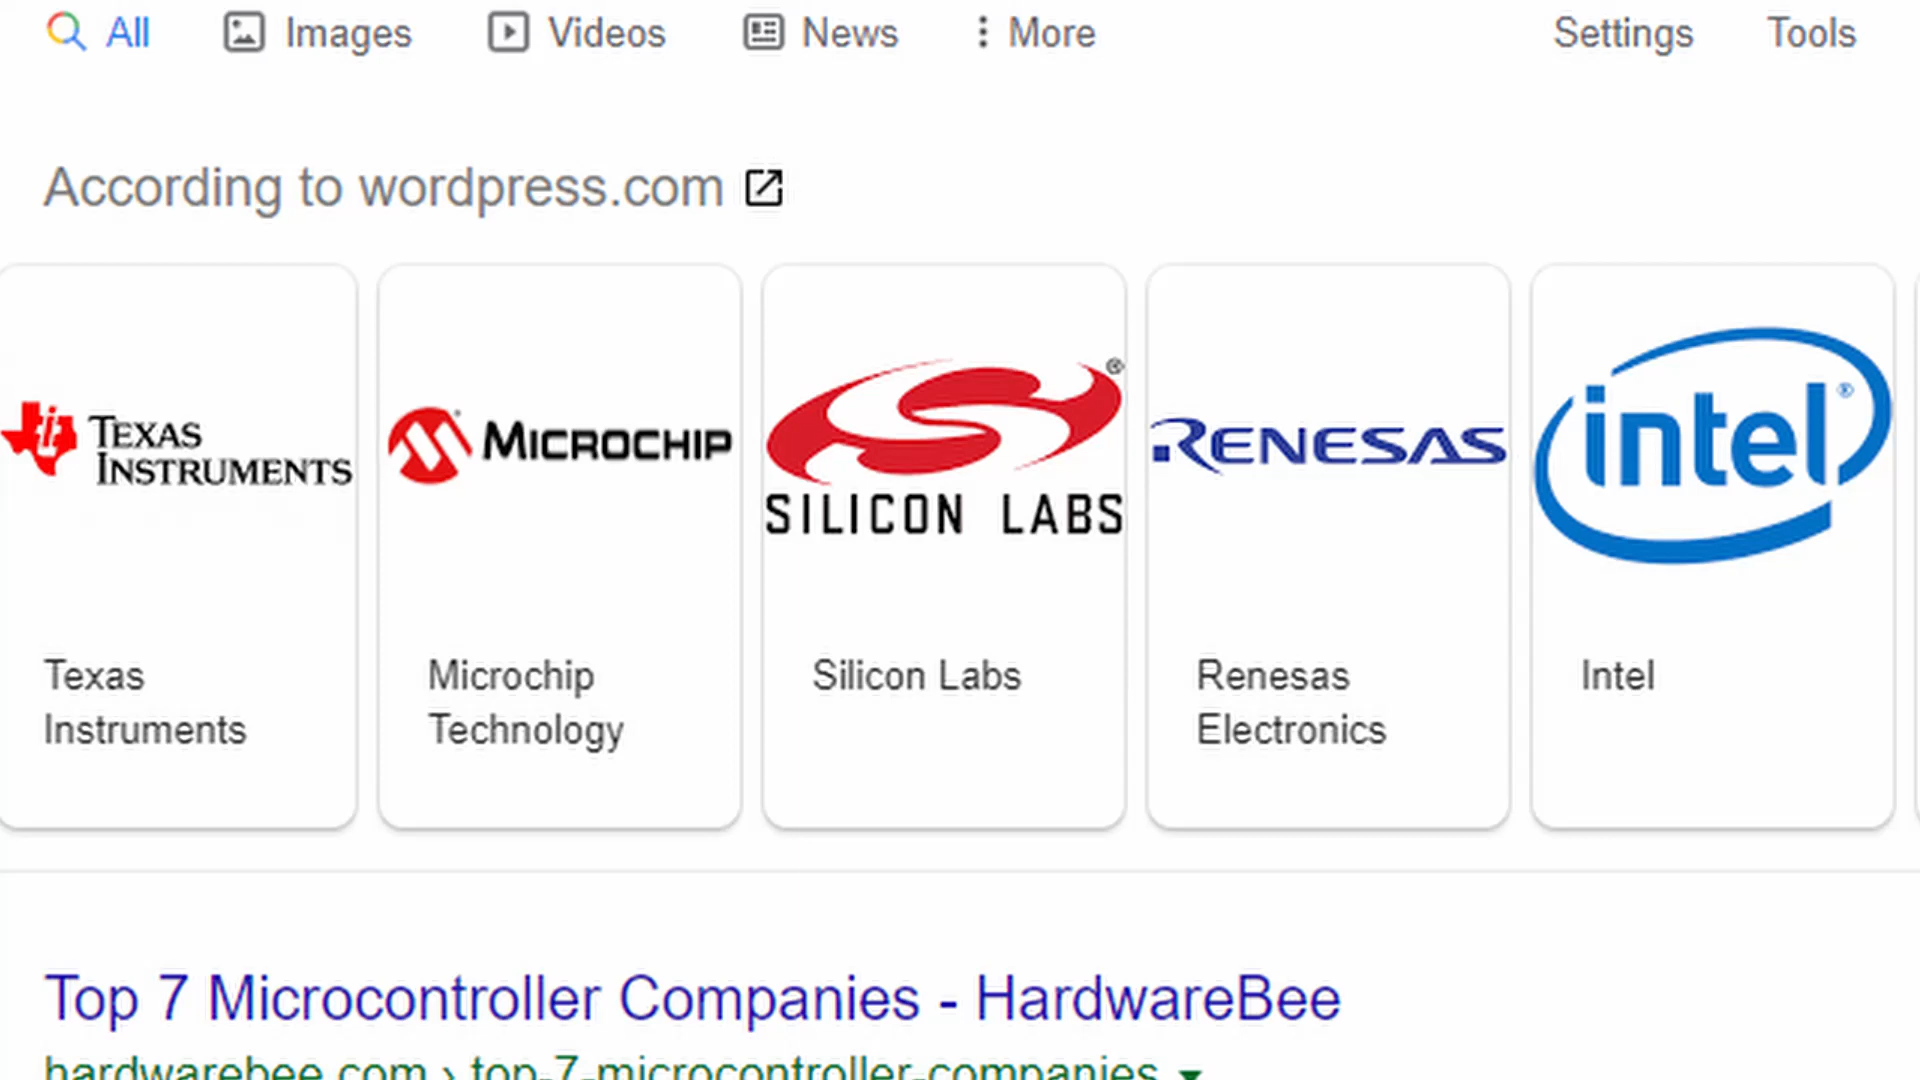 All Images Videos News More Settings Tools
According to wordpress.com
TEXAS
INSTRUMENTS
MICROCHIP
SILICON LABS
RENESAS
intel
Texas
Instruments
Microchip
Technology
Silicon Labs
Renesas
Electronics
Intel
Top 7 Microcontroller Companies - HardwareBee
hardwarebee.com › top-7-microcontroller-companies